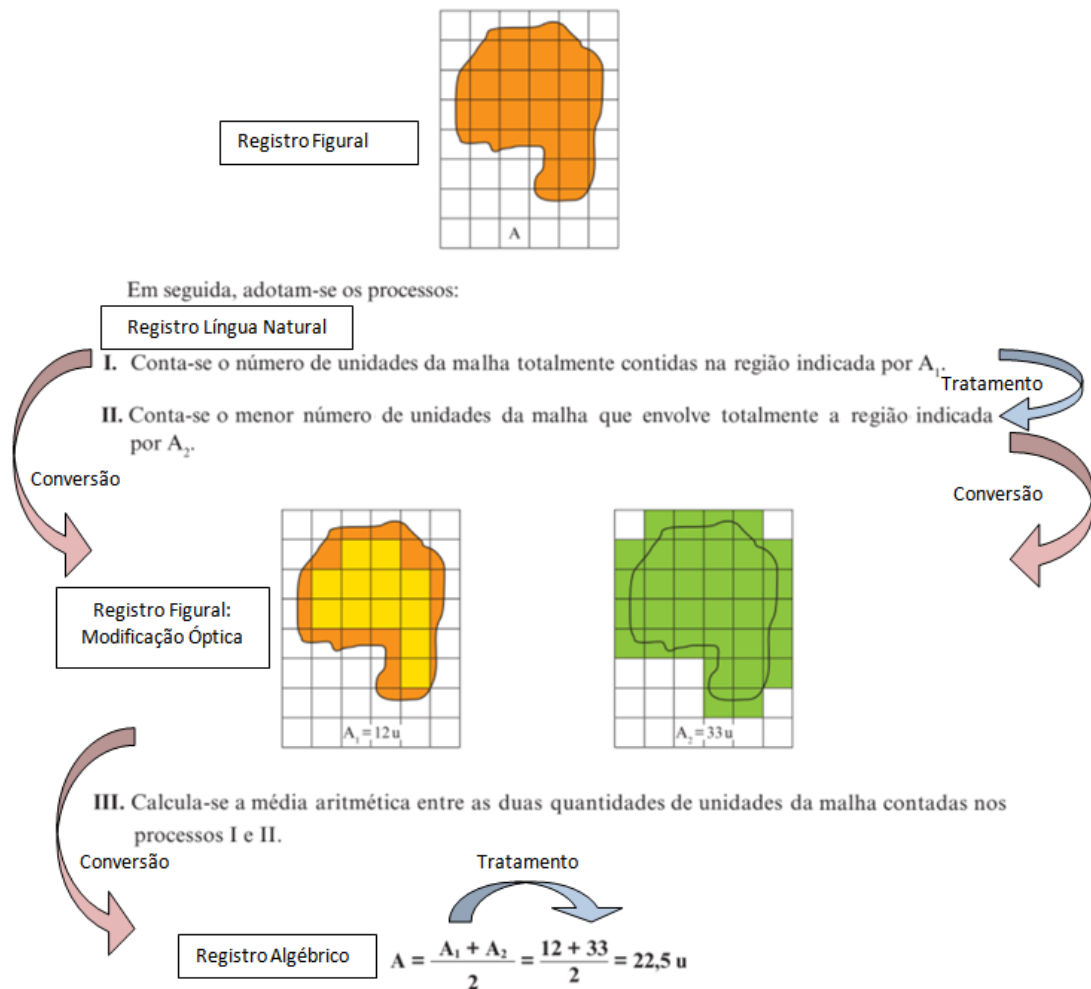 Registro Figural
A
Em seguida, adotam-se os processos:
Registro Língua Natural
I. Conta-se o número de unidades da malha totalmente contidas na região indicada por A₁.
Tratamento
II. Conta-se o menor número de unidades da malha que envolve totalmente a região indicada
por A₂.
Conversão
Conversão
Registro Figural:
Modificação Óptica
A₁ = 12 u
A₂ = 33 u
III. Calcula-se a média aritmética entre as duas quantidades de unidades da malha contadas nos
processos I e II.
Conversão
Tratamento
Registro Algébrico
A = (A₁ + A₂)/2 = (12 + 33)/2 = 22,5 u